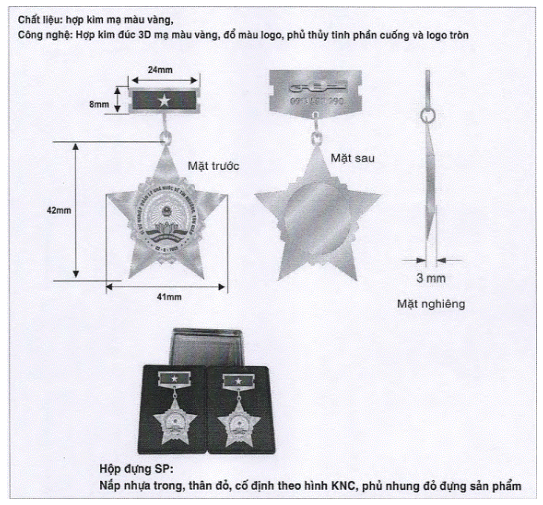 Chất liệu: hợp kim mạ màu vàng,
Công nghệ: Hợp kim đúc 3D mạ màu vàng, đổ màu logo, phủ thủy tinh phần cuống và logo tròn
24mm
8mm
Mặt trước
Mặt sau
42mm
41mm
3 mm
Mặt nghiêng
Hộp đựng SP:
Nắp nhựa trong, thân đỏ, cố định theo hình KNC, phủ nhung đỏ đựng sản phẩm